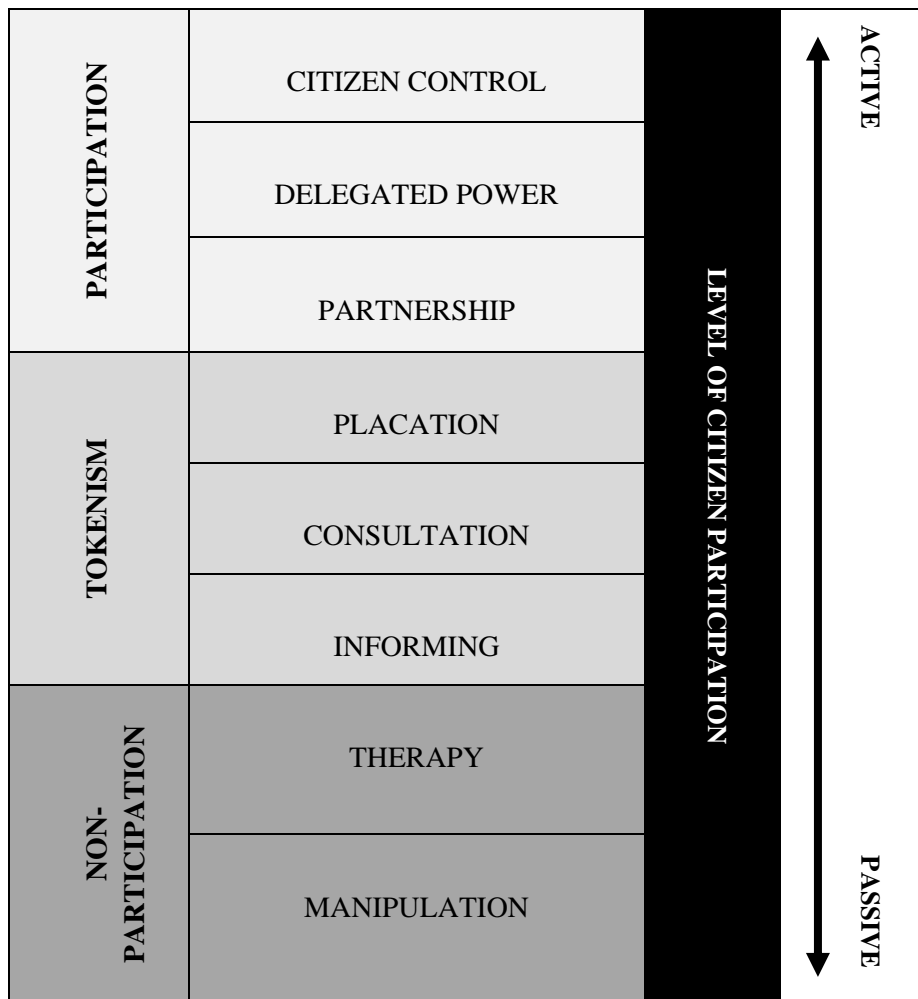 PARTICIPATION
CITIZEN CONTROL
DELEGATED POWER
PARTNERSHIP
TOKENISM
PLACATION
CONSULTATION
INFORMING
NON-
PARTICIPATION
THERAPY
MANIPULATION
LEVEL OF CITIZEN PARTICIPATION
ACTIVE
PASSIVE